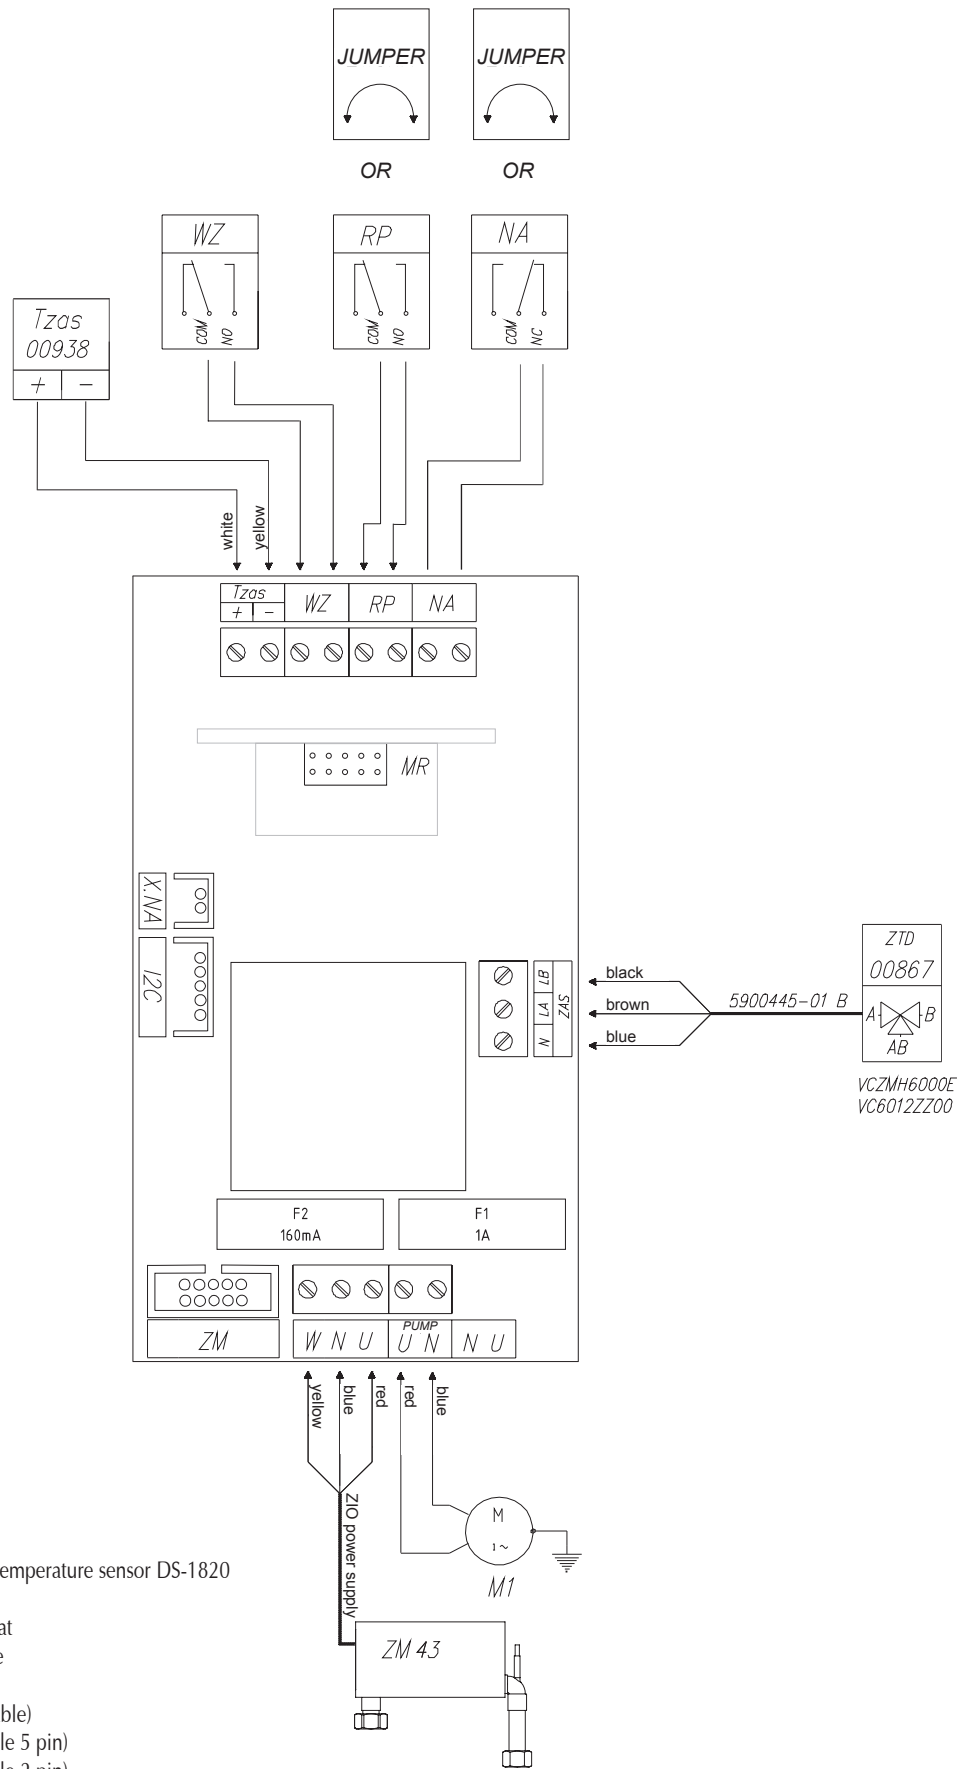 JUMPER
JUMPER
OR
OR
WZ
RP
NA
COM
NO
COM
NO
COM
NC
Tzas
00938
+ -
white
yellow
Tzas
+ -
WZ
RP
NA
MR
X.NA
I2C
LB
LA
N
ZAS
black
brown
blue
5900445-01 B
ZTD
00867
A
B
AB
VCZMH6000E
VC6012ZZ00
F2
160mA
F1
1A
ZM
W N U
PUMP
U N
N U
yellow
blue
red
red
blue
ZIO power supply
M
1~
M1
ZM 43
emperature sensor DS-1820
at
e
ble)
le 5 pin)
le 2 pin)